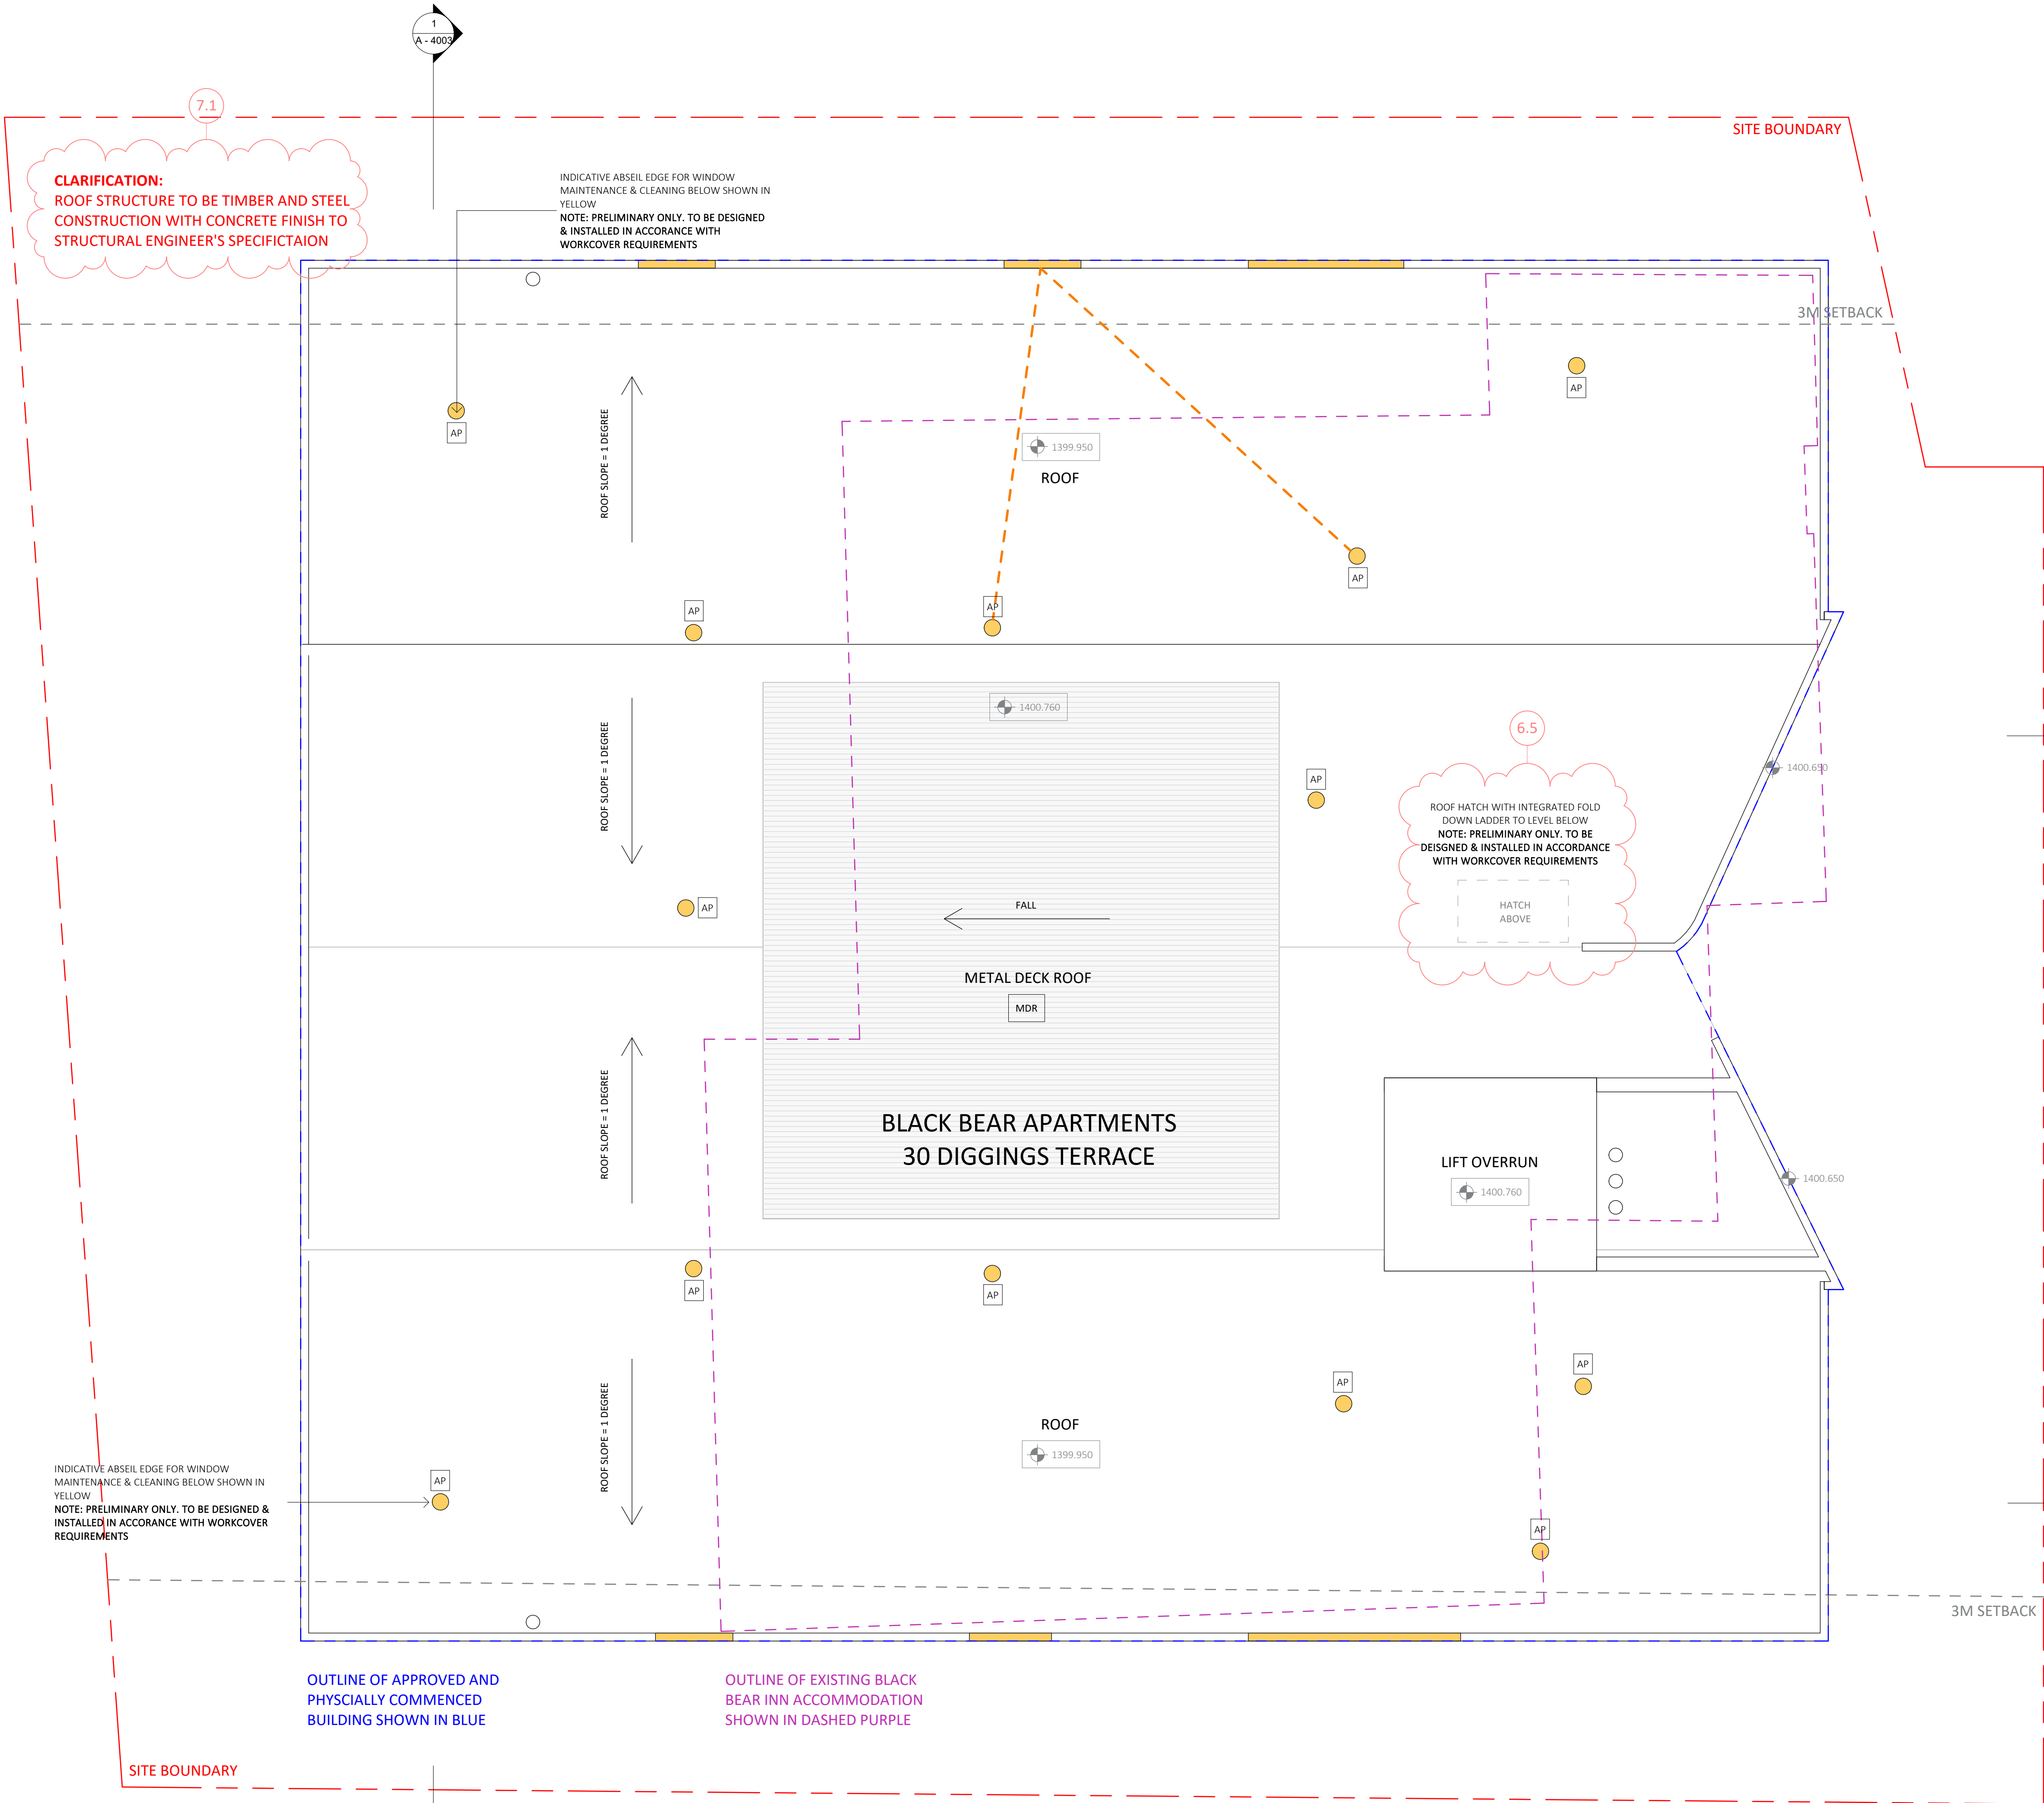 1
A - 4003
7.1
SITE BOUNDARY
CLARIFICATION:
ROOF STRUCTURE TO BE TIMBER AND STEEL
CONSTRUCTION WITH CONCRETE FINISH TO
STRUCTURAL ENGINEER'S SPECIFICTAION
INDICATIVE ABSEIL EDGE FOR WINDOW
MAINTENANCE & CLEANING BELOW SHOWN IN
YELLOW
NOTE: PRELIMINARY ONLY. TO BE DESIGNED
& INSTALLED IN ACCORANCE WITH
WORKCOVER REQUIREMENTS
3M SETBACK
AP
AP
ROOF SLOPE = 1 DEGREE
1399.950
ROOF
AP
AP
AP
1400.760
ROOF SLOPE = 1 DEGREE
AP
6.5
1400.650
ROOF HATCH WITH INTEGRATED FOLD
DOWN LADDER TO LEVEL BELOW
NOTE: PRELIMINARY ONLY. TO BE
DEISGNED & INSTALLED IN ACCORDANCE
WITH WORKCOVER REQUIREMENTS
HATCH
ABOVE
AP
FALL
METAL DECK ROOF
MDR
ROOF SLOPE = 1 DEGREE
BLACK BEAR APARTMENTS
30 DIGGINGS TERRACE
LIFT OVERRUN
1400.760
1400.650
AP
AP
AP
AP
ROOF SLOPE = 1 DEGREE
ROOF
1399.950
AP
AP
INDICATIVE ABSEIL EDGE FOR WINDOW
MAINTENANCE & CLEANING BELOW SHOWN IN
YELLOW
NOTE: PRELIMINARY ONLY. TO BE DESIGNED &
INSTALLED IN ACCORANCE WITH WORKCOVER
REQUIREMENTS
3M SETBACK
OUTLINE OF APPROVED AND
PHYSCIALLY COMMENCED
BUILDING SHOWN IN BLUE
OUTLINE OF EXISTING BLACK
BEAR INN ACCOMMODATION
SHOWN IN DASHED PURPLE
SITE BOUNDARY